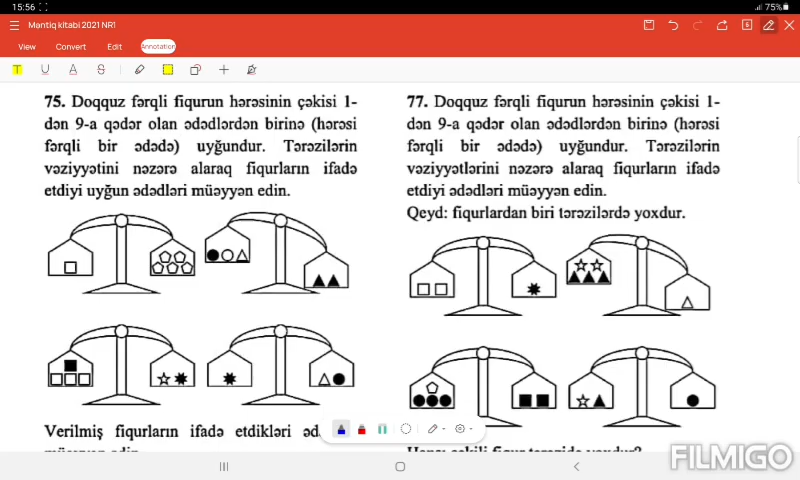 15:56
75%
Məntiq kitabi 2021 NR1
View Convert Edit Annotation
75. Doqquz fərqli fiqurun hərəsinin çəkisi 1-
dən 9-a qədər olan ədədlərdən birinə (hərəsi
fərqli bir ədədə) uyğundur. Tərəzilərin
vəziyyətini nəzərə alaraq fiqurların ifadə
etdiyi uyğun ədədləri müəyyən edin.
Verilmiş fiqurların ifadə etdikləri
77. Doqquz fərqli fiqurun hərəsinin çəkisi 1-
dən 9-a qədər olan ədədlərdən birinə (hərəsi
fərqli bir ədədə) uyğundur. Tərəzilərin
vəziyyətlərini nəzərə alaraq fiqurların ifadə
etdiyi ədədləri müəyyən edin.
Qeyd: fiqurlardan biri tərəzilərdə yoxdur.
FILMIGO